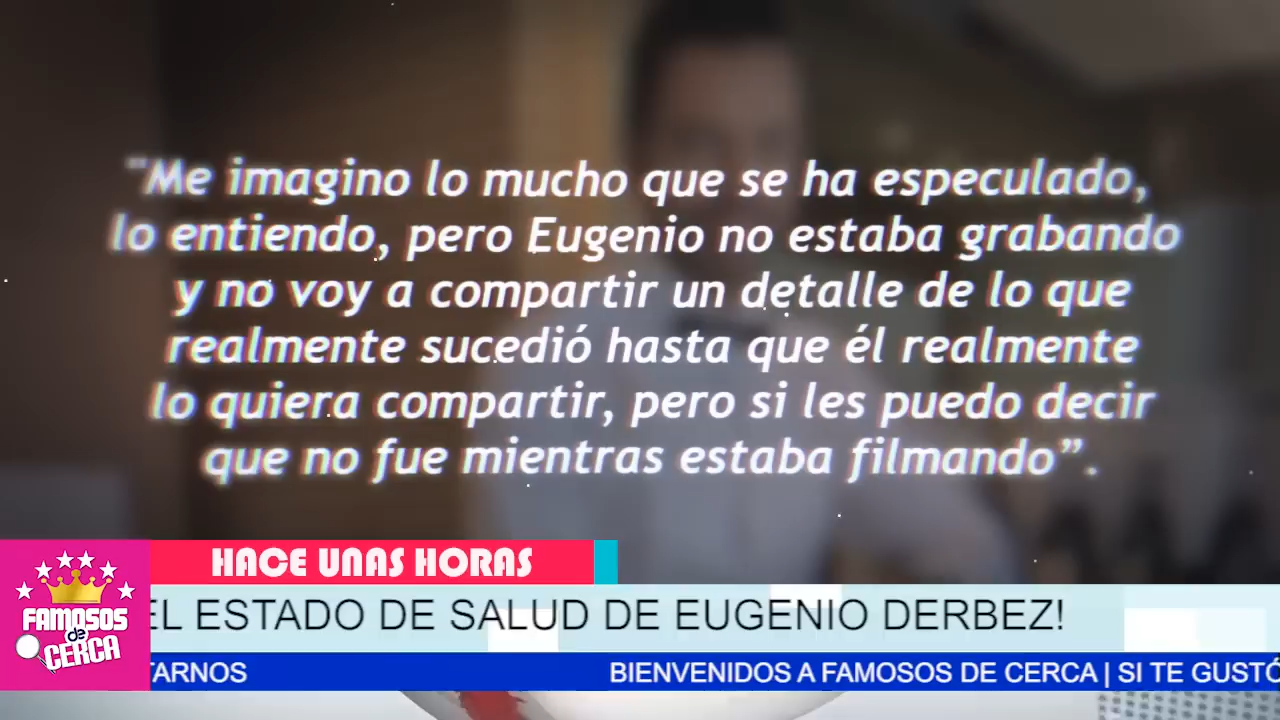 "Me imagino lo mucho que se ha especulado,
lo entiendo, pero Eugenio no estaba grabando
y no voy a compartir un detalle de lo que
realmente sucedió hasta que él realmente
lo quiera compartir, pero si les puedo decir
que no fue mientras estaba filmando”.
HACE UNAS HORAS
EL ESTADO DE SALUD DE EUGENIO DERBEZ!
FAMOSOS
de
CERCA
TARNOS
BIENVENIDOS A FAMOSOS DE CERCA | SI TE GUSTÓ